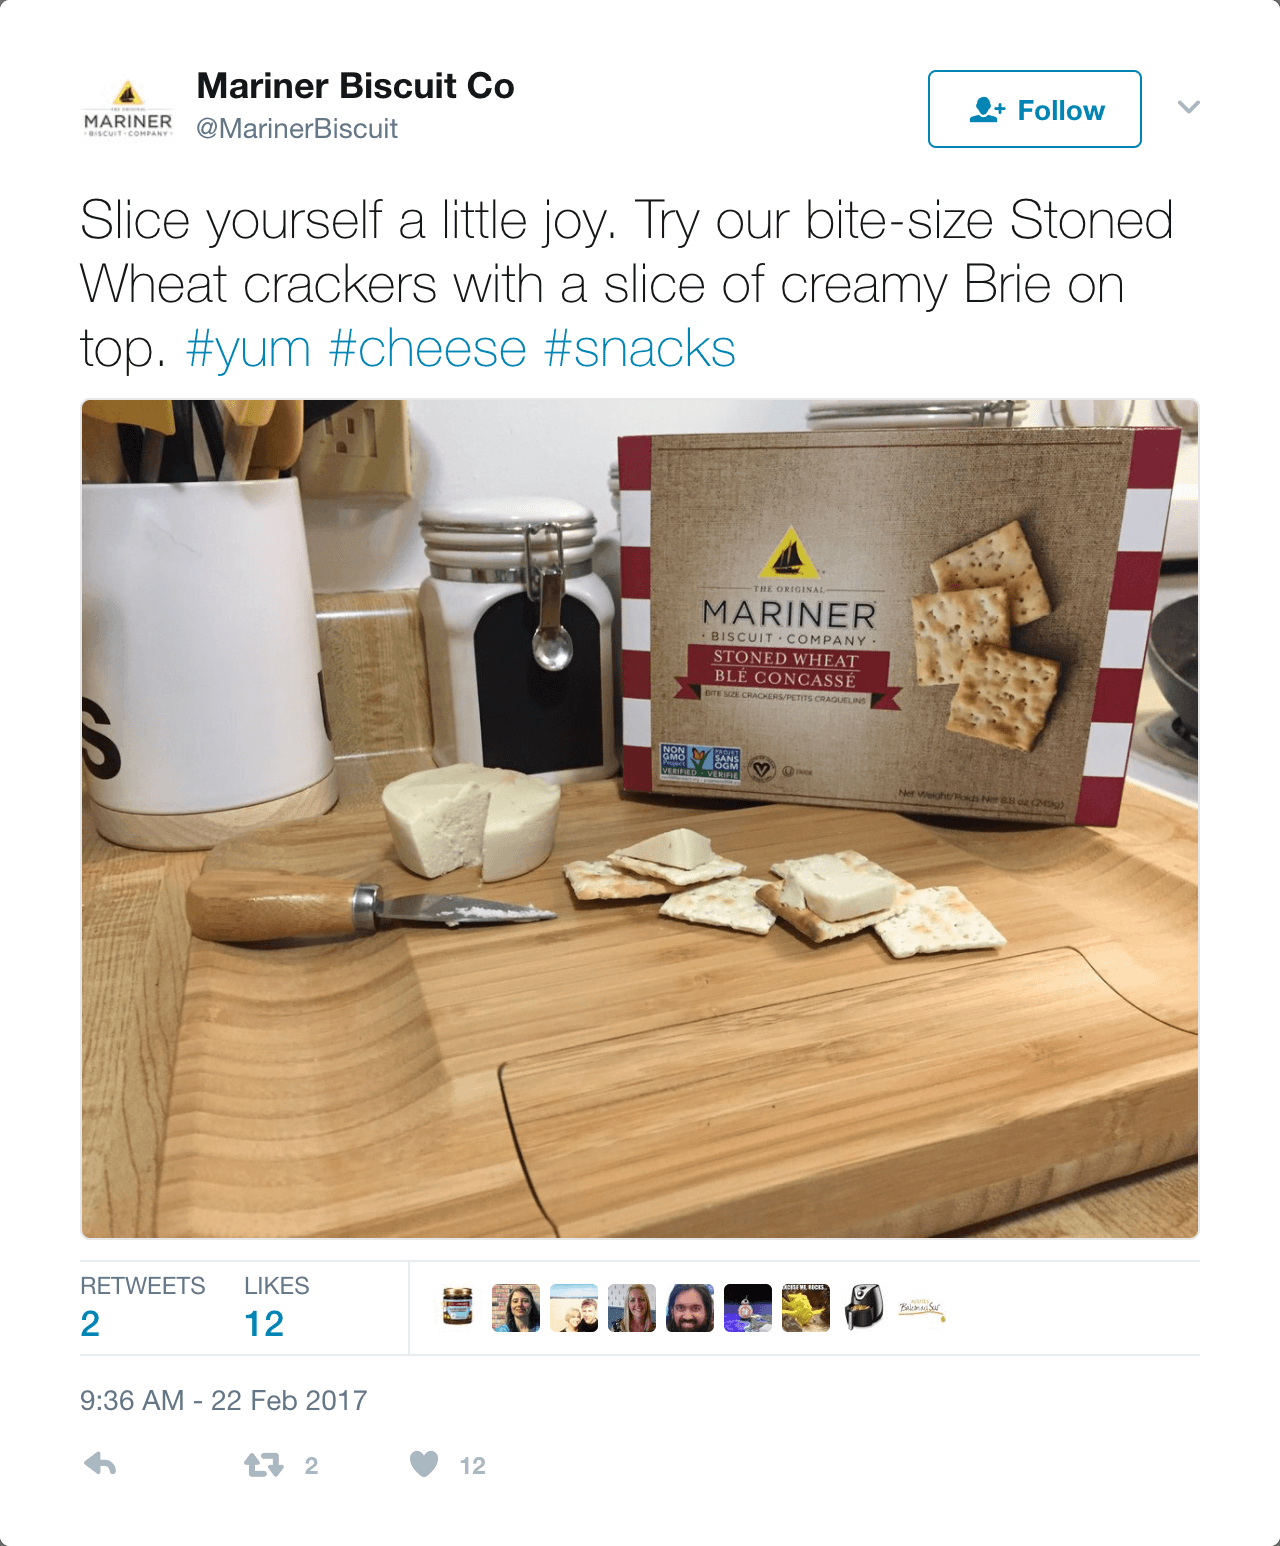 Mariner Biscuit Co
@MarinerBiscuit
MARINER
BISCUIT · COMPANY
Follow
Slice yourself a little joy. Try our bite-size Stoned
Wheat crackers with a slice of creamy Brie on
top. #yum #cheese #snacks
S
THE ORIGINAL
MARINER
· BISCUIT · COMPANY ·
STONED WHEAT
BLÉ CONCASSÉ
BITE SIZE CRACKERS/PETITS CRAQUELINS
NON GMO Project VERIFIED
PROJET SANS OGM VÉRIFIÉ
Net Weight/Poids Net 8.8 oz (249g)
RETWEETS
2
LIKES
12
9:36 AM - 22 Feb 2017
2
12